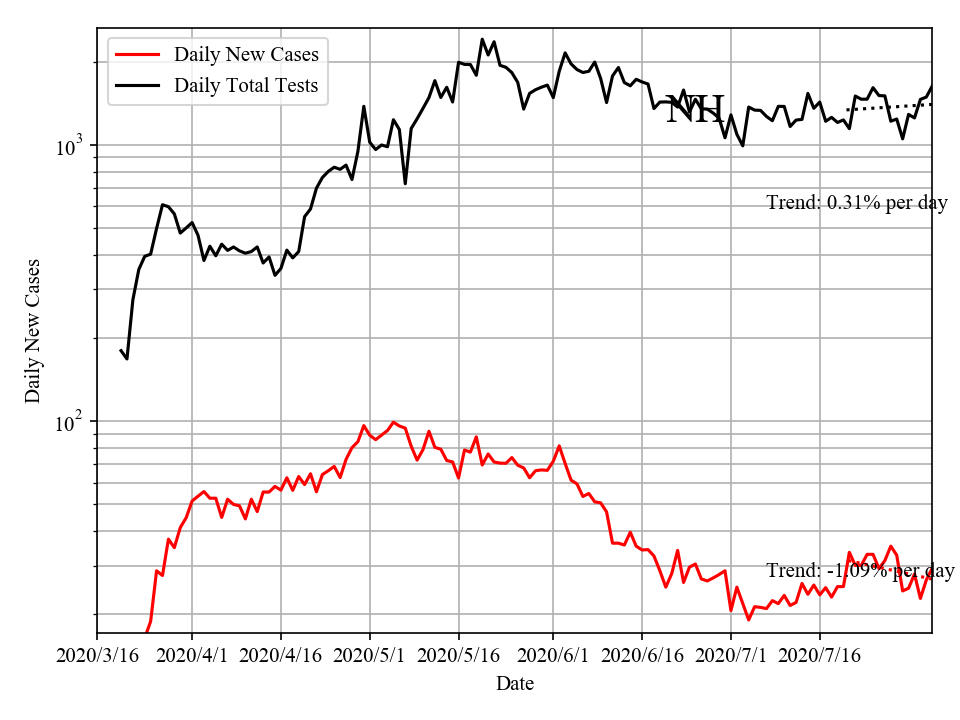 Daily New Cases
Daily Total Tests
NH
10^3
Trend: 0.31% per day
Daily New Cases
10^2
Trend: -1.09% per day
2020/3/16 2020/4/1 2020/4/16 2020/5/1 2020/5/16 2020/6/1 2020/6/16 2020/7/1 2020/7/16
Date